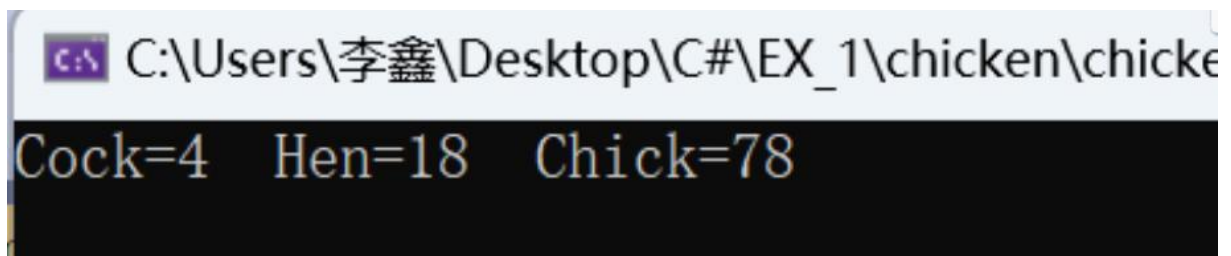 C:\Users\李鑫\Desktop\C#\EX_1\chicken\chicke
Cock=4  Hen=18  Chick=78